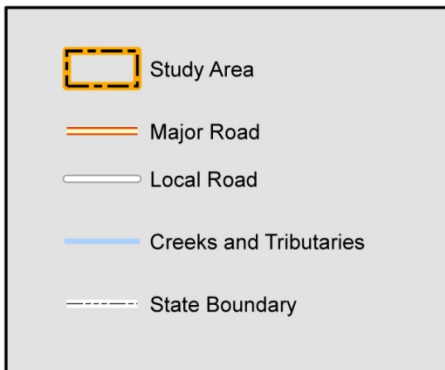 Study Area
Major Road
Local Road
Creeks and Tributaries
State Boundary